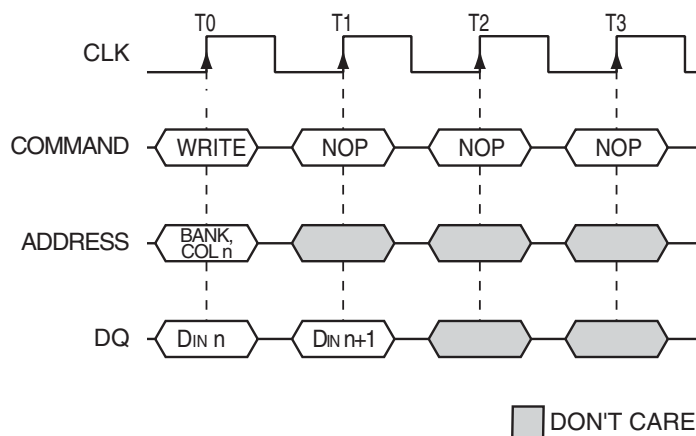 T0 T1 T2 T3
CLK
COMMAND WRITE NOP NOP NOP
ADDRESS BANK,
COL n
DQ DIN n DIN n+1
DON'T CARE